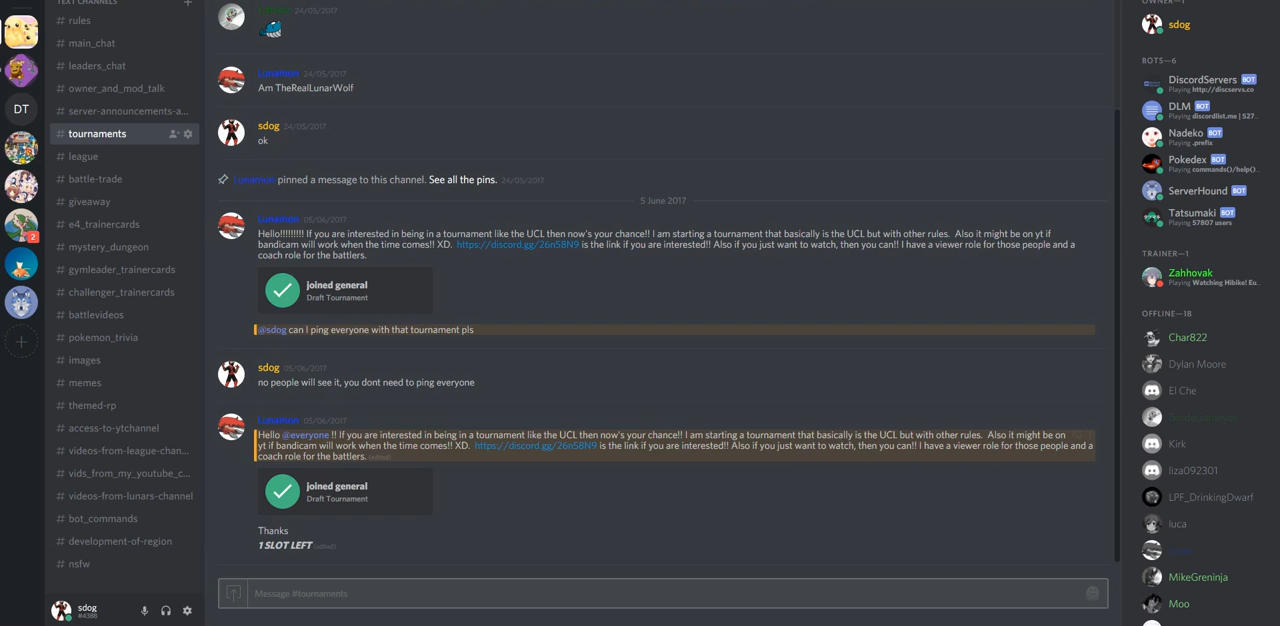 TEXT CHANNELS
# rules
# main_chat
# leaders_chat
# owner_and_mod_talk
# server-announcements-a...
# tournaments
# league
# battle-trade
# giveaway
# e4_trainercards
# mystery_dungeon
# gymleader_trainercards
# challenger_trainercards
# battlevideos
# pokemon_trivia
# images
# memes
# themed-rp
# access-to-ytchannel
# videos-from-league-chan...
# vids_from_my_youtube_c...
# videos-from-lunars-channel
# bot_commands
# development-of-region
# nsfw
DT
2
sdog
#4388
24/05/2017
Lunamon 24/05/2017
Am TheRealLunarWolf
sdog 24/05/2017
ok
Lunamon pinned a message to this channel. See all the pins. 24/05/2017
5 June 2017
Lunamon 05/06/2017
Hello!!!!!!!!! If you are interested in being in a tournament like the UCL then now's your chance!! I am starting a tournament that basically is the UCL but with other rules.  Also it might be on yt if
bandicam will work when the time comes!! XD.  https://discord.gg/26n58N9 is the link if you are interested!! Also if you just want to watch, then you can!! I have a viewer role for those people and a
coach role for the battlers.
joined general
Draft Tournament
@sdog can I ping everyone with that tournament pls
sdog 05/06/2017
no people will see it, you dont need to ping everyone
Lunamon 05/06/2017
Hello @everyone !! If you are interested in being in a tournament like the UCL then now's your chance!! I am starting a tournament that basically is the UCL but with other rules.  Also it might be on
yt if bandicam will work when the time comes!! XD.  https://discord.gg/26n58N9 is the link if you are interested!! Also if you just want to watch, then you can!! I have a viewer role for those people and a
coach role for the battlers. (edited)
joined general
Draft Tournament
Thanks
1 SLOT LEFT (edited)
Message #tournaments
OWNER—1
sdog
BOTS—6
DiscordServers BOT
Playing http://discservs.co
DLM BOT
Playing discordlist.me | 527...
Nadeko BOT
Playing .prefix
Pokedex BOT
Playing commands()/help()...
ServerHound BOT
Tatsumaki BOT
Playing 57807 users
TRAINER—1
Zahhovak
Playing Watching Hibike! Eu...
OFFLINE—18
Char822
Dylan Moore
El Che
Kirk
liza092301
LPF_DrinkingDwarf
luca
MikeGreninja
Moo